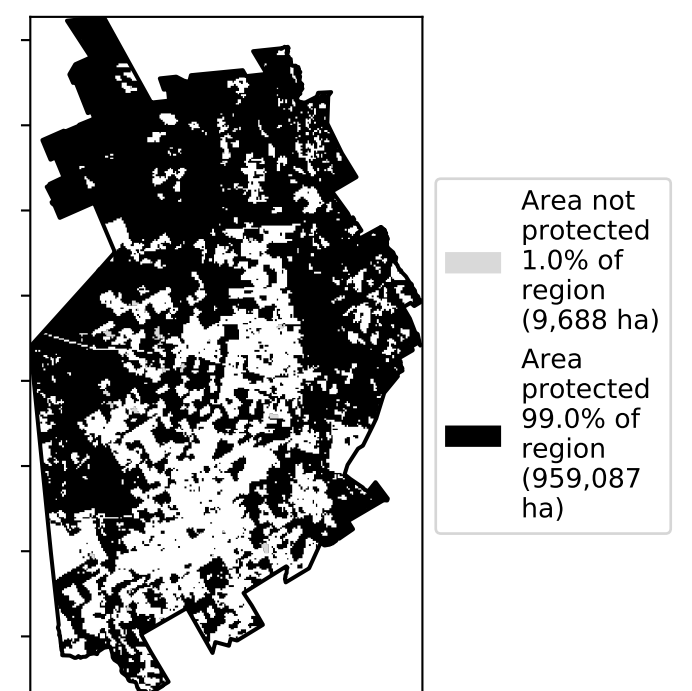 Area not
protected
1.0% of
region
(9,688 ha)
Area
protected
99.0% of
region
(959,087
ha)